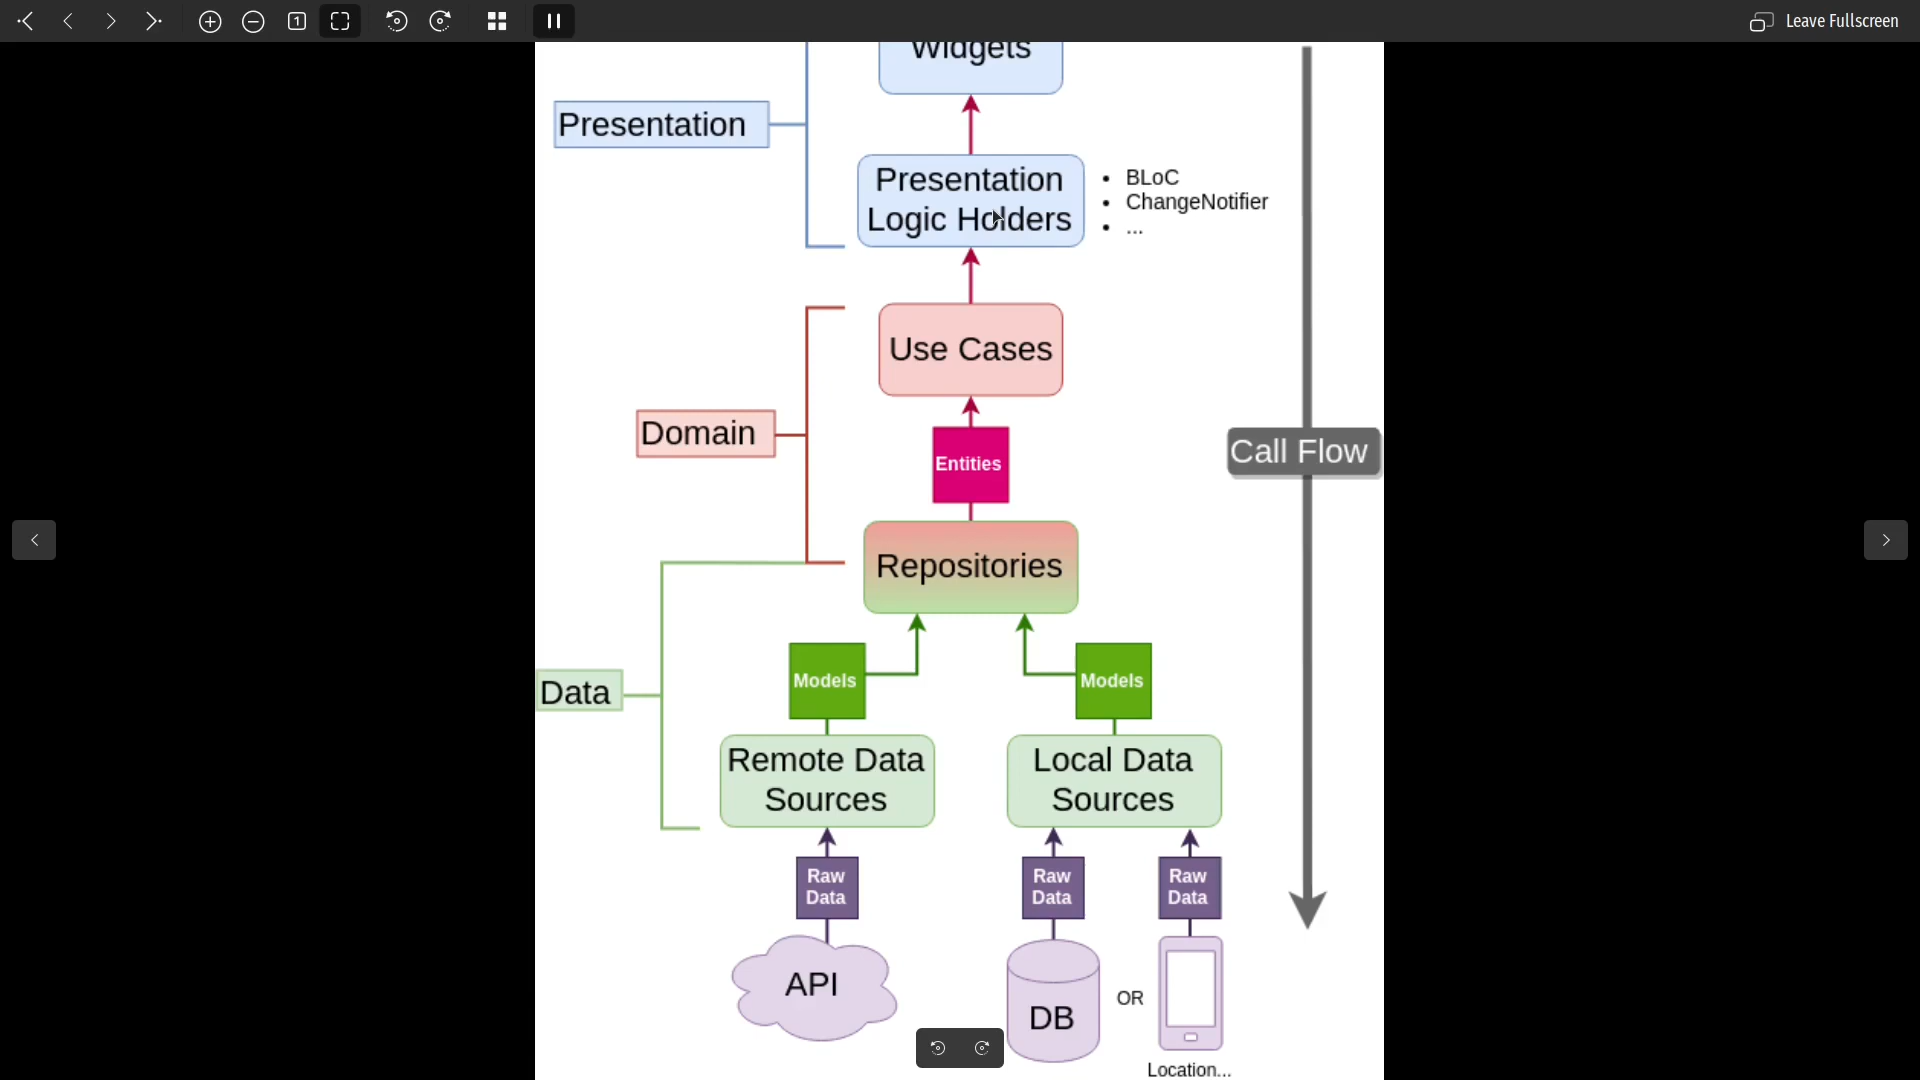 1
Leave Fullscreen
Widgets
Presentation
Presentation
Logic Holders
• BLoC
• ChangeNotifier
• ...
Use Cases
Domain
Entities
Call Flow
Repositories
Models
Models
Data
Remote Data
Sources
Local Data
Sources
Raw
Data
Raw
Data
Raw
Data
API
DB
OR
Location...